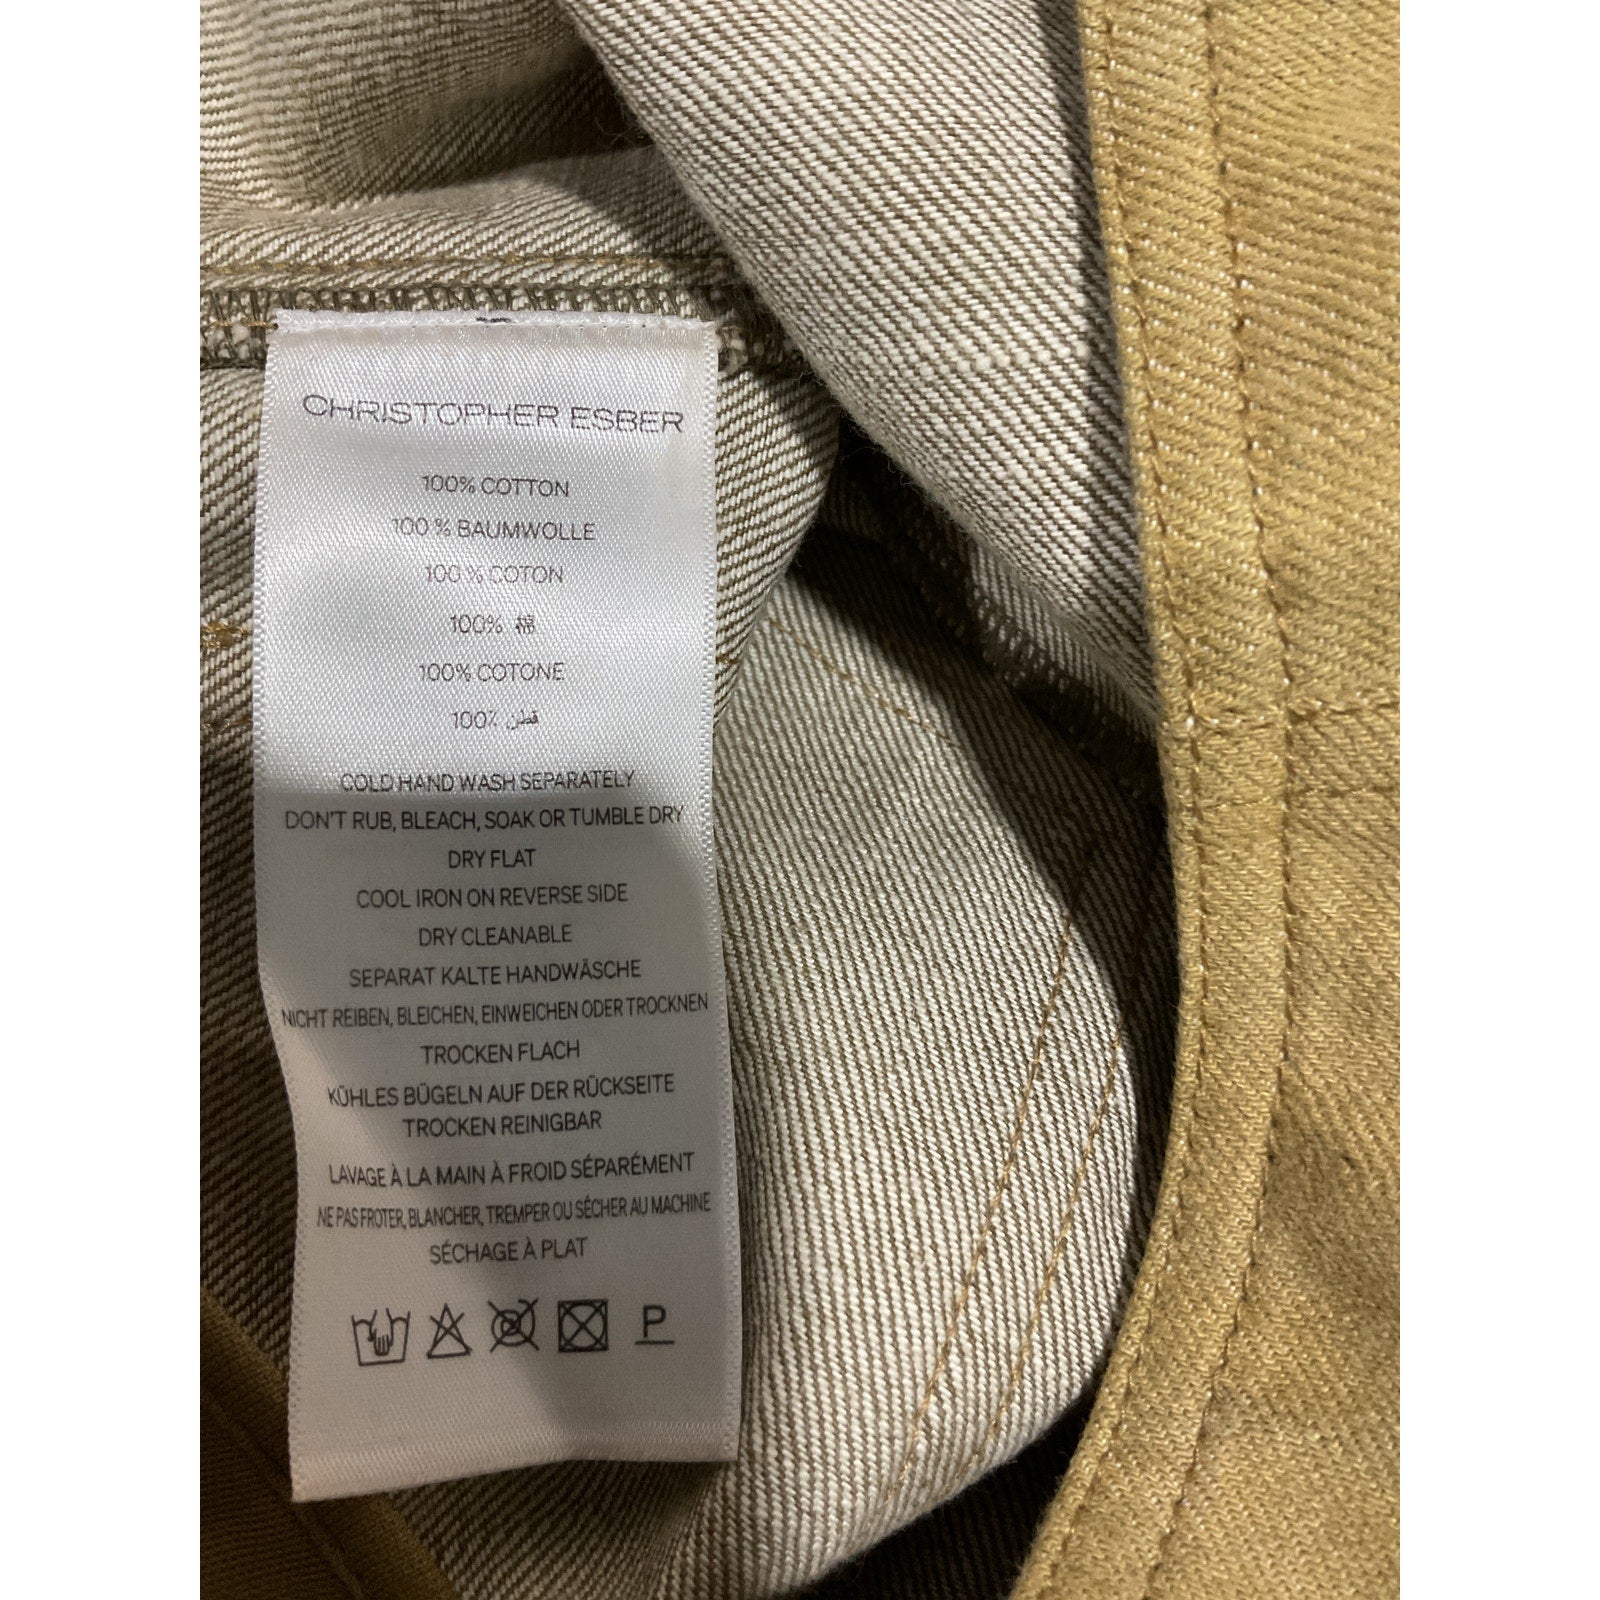 CHRISTOPHER ESBER
100% COTTON
100 % BAUMWOLLE
100 % COTON
100% 棉
100% COTONE
100٪ قطن
COLD HAND WASH SEPARATELY
DON'T RUB, BLEACH, SOAK OR TUMBLE DRY
DRY FLAT
COOL IRON ON REVERSE SIDE
DRY CLEANABLE
SEPARAT KALTE HANDWÄSCHE
NICHT REIBEN, BLEICHEN, EINWEICHEN ODER TROCKNEN
TROCKEN FLACH
KÜHLES BÜGELN AUF DER RÜCKSEITE
TROCKEN REINIGBAR
LAVAGE À LA MAIN À FROID SÉPARÉMENT
NE PAS FROTER, BLANCHER, TREMPER OU SÉCHER AU MACHINE
SÉCHAGE À PLAT
P